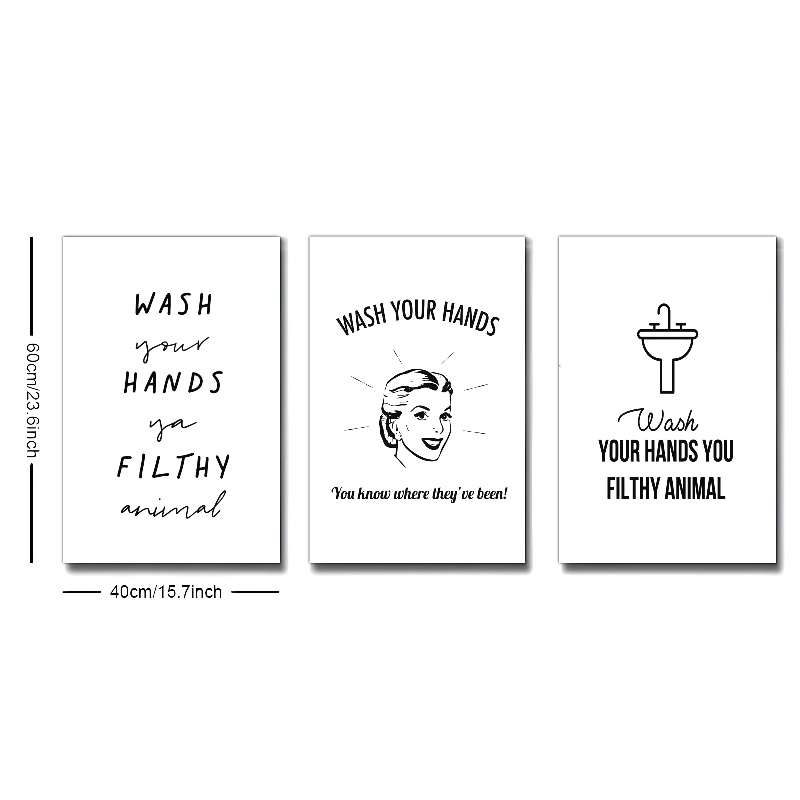 WASH
your
HANDS
ya
FILTHY
animal
WASH YOUR HANDS
You know where they've been!
Wash
YOUR HANDS YOU
FILTHY ANIMAL
60cm/23.6inch
40cm/15.7inch